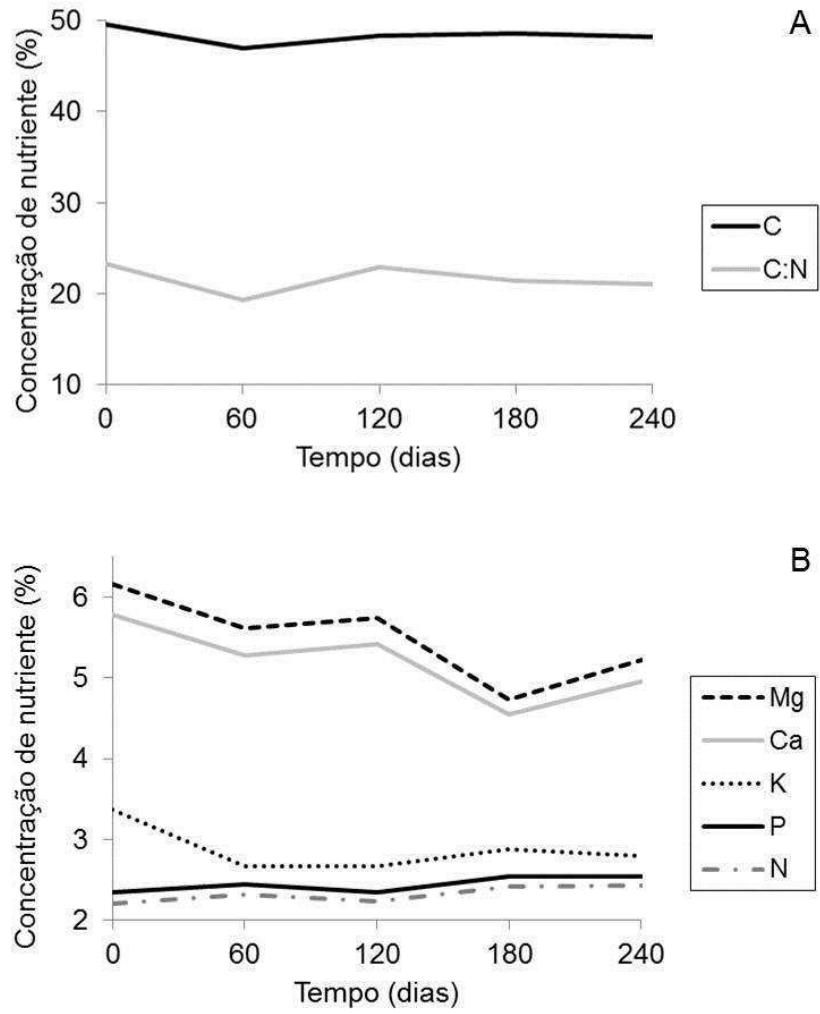 A
Concentração de nutriente (%)
50
40
30
20
10
0 60 120 180 240
Tempo (dias)
C
C:N
B
Concentração de nutriente (%)
6
5
4
3
2
0 60 120 180 240
Tempo (dias)
Mg
Ca
K
P
N